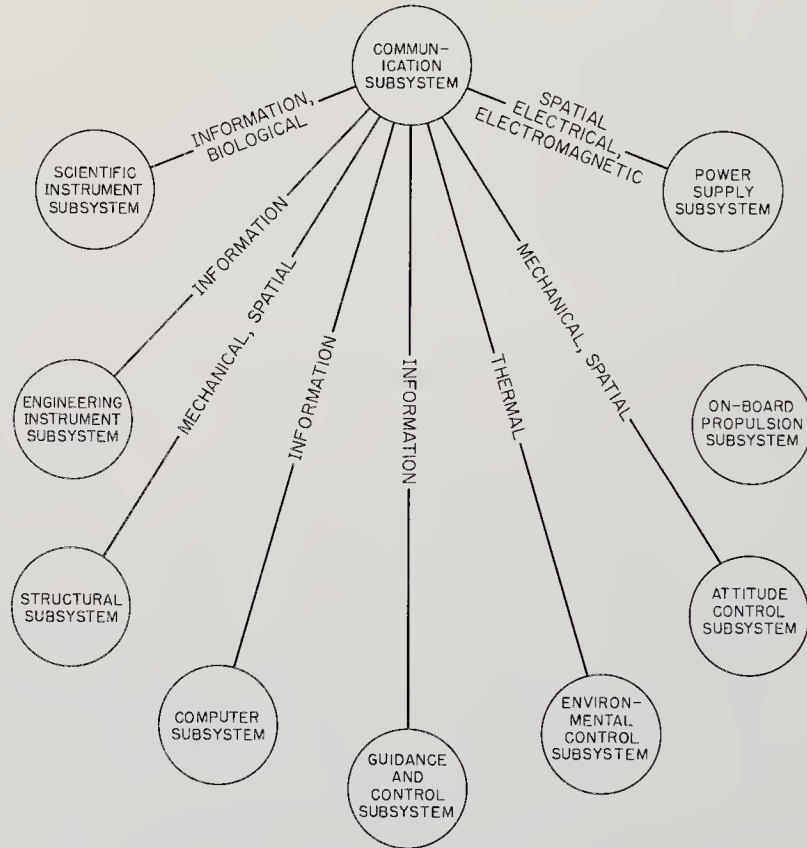 COMMUN-
ICATION
SUBSYSTEM
INFORMATION,
BIOLOGICAL
SPATIAL
ELECTRICAL,
ELECTROMAGNETIC
SCIENTIFIC
INSTRUMENT
SUBSYSTEM
POWER
SUPPLY
SUBSYSTEM
INFORMATION
MECHANICAL, SPATIAL
INFORMATION
INFORMATION
THERMAL
MECHANICAL, SPATIAL
ENGINEERING
INSTRUMENT
SUBSYSTEM
ON-BOARD
PROPULSION
SUBSYSTEM
STRUCTURAL
SUBSYSTEM
ATTITUDE
CONTROL
SUBSYSTEM
COMPUTER
SUBSYSTEM
ENVIRON-
MENTAL
CONTROL
SUBSYSTEM
GUIDANCE
AND
CONTROL
SUBSYSTEM